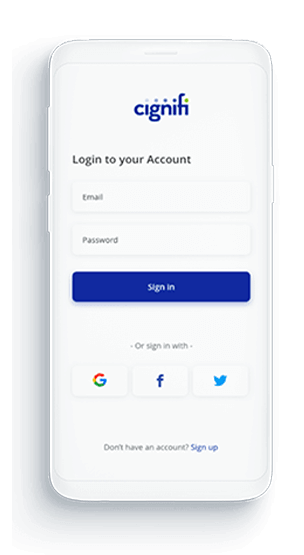 cignifi
Login to your Account
Email
Password
Sign in
- Or sign in with -
Don't have an account? Sign up